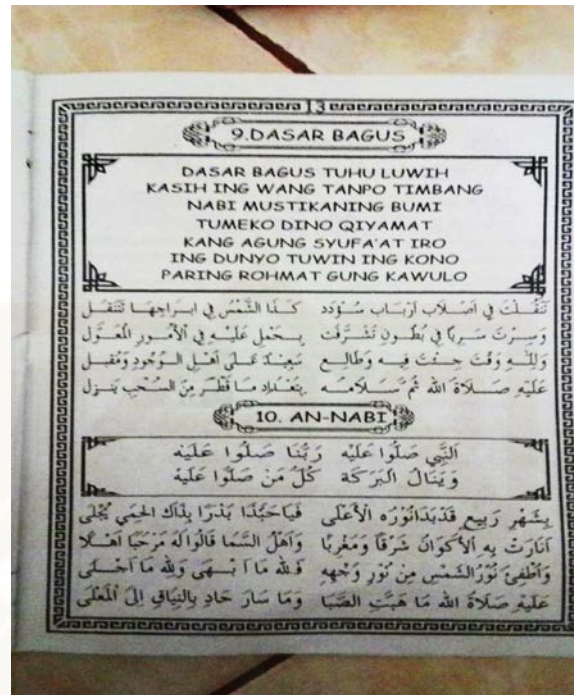 13
9.DASAR BAGUS
DASAR BAGUS TUHU LUWIH
KASIH ING WANG TANPO TIMBANG
NABI MUSTIKANING BUMI
TUMEKO DINO QIYAMAT
KANG AGUNG SYUFA'AT IRO
ING DUNYO TUWIN ING KONO
PARING ROHMAT GUNG KAWULO
تَنَقَّلْتَ فِي أَصْلَابِ أَرْبَابِ سُؤْدَدٍ كَذَا الشَّمْسُ فِي ابْرَاجِهَا تَتَنَقَّلُ
وَسِرْتَ سَرِيًّا فِي بُطُونٍ تَشَرَّفَتْ بِحَمْلٍ عَلَيْهِ فِي الْأُمُورِ الْمُعَوَّلُ
وَلِلّٰهِ وَقْتٌ جِئْتَ فِيهِ وَطَالِعٌ سَعِيدٌ عَلَى أَهْلِ الْوُجُودِ وَمُقْبِلُ
عَلَيْهِ صَلَاةُ اللهِ ثُمَّ سَلَامُهُ بِتَعْدَادِ مَا قَطْرٍ مِنَ السُّحْبِ يَنْزِلُ
10. AN-NABI
اَلنَّبِي صَلُّوا عَلَيْهِ رَبُّنَا صَلُّوا عَلَيْهِ
وَيَنَالُ الْبَرَكَةَ كُلُّ مَنْ صَلُّوا عَلَيْهِ
بِشَهْرِ رَبِيعٍ قَدْ بَدَا نُوْرُهُ الْأَعْلَى فَيَاحَبَّذَا بَدْرًا بِذَاكَ الْحِمَي يُجْلَى
اَنَارَتْ بِهِ الْأَكْوَانُ شَرْقًا وَمَغْرِبًا وَأَهْلُ السَّمَا قَالُوا لَهُ مَرْحَبًا أَهْلًا
وَاُطْفِئَ نُوْرُ الشَّمْسِ مِنْ نُوْرِ وَجْهِهِ فَلِلّٰهِ مَا اَبْهَى وَلِلّٰهِ مَا اَحْلَى
عَلَيْهِ صَلَاةُ اللهِ مَا هَبَّتِ الصَّبَا وَمَا سَارَ حَادٍ بِالنِّيَاقِ اِلَى الْمَعْلَى